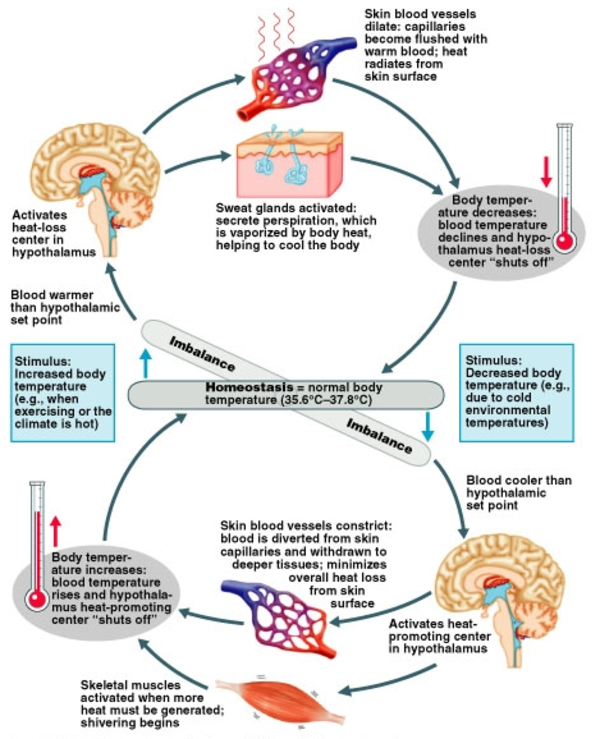 Skin blood vessels
dilate: capillaries
become flushed with
warm blood; heat
radiates from
skin surface
Activates
heat-loss
center in
hypothalamus
Sweat glands activated:
secrete perspiration, which
is vaporized by body heat,
helping to cool the body
Body temper-
ature decreases:
blood temperature
declines and hypo-
thalamus heat-loss
center “shuts off”
Blood warmer
than hypothalamic
set point
Imbalance
Stimulus:
Increased body
temperature
(e.g., when
exercising or the
climate is hot)
Homeostasis = normal body
temperature (35.6°C–37.8°C)
Stimulus:
Decreased body
temperature (e.g.,
due to cold
environmental
temperatures)
Imbalance
Blood cooler than
hypothalamic
set point
Skin blood vessels constrict:
blood is diverted from skin
capillaries and withdrawn to
deeper tissues; minimizes
overall heat loss
from skin
surface
Body temper-
ature increases:
blood temperature
rises and hypothala-
mus heat-promoting
center “shuts off”
Activates heat-
promoting center
in hypothalamus
Skeletal muscles
activated when more
heat must be generated;
shivering begins